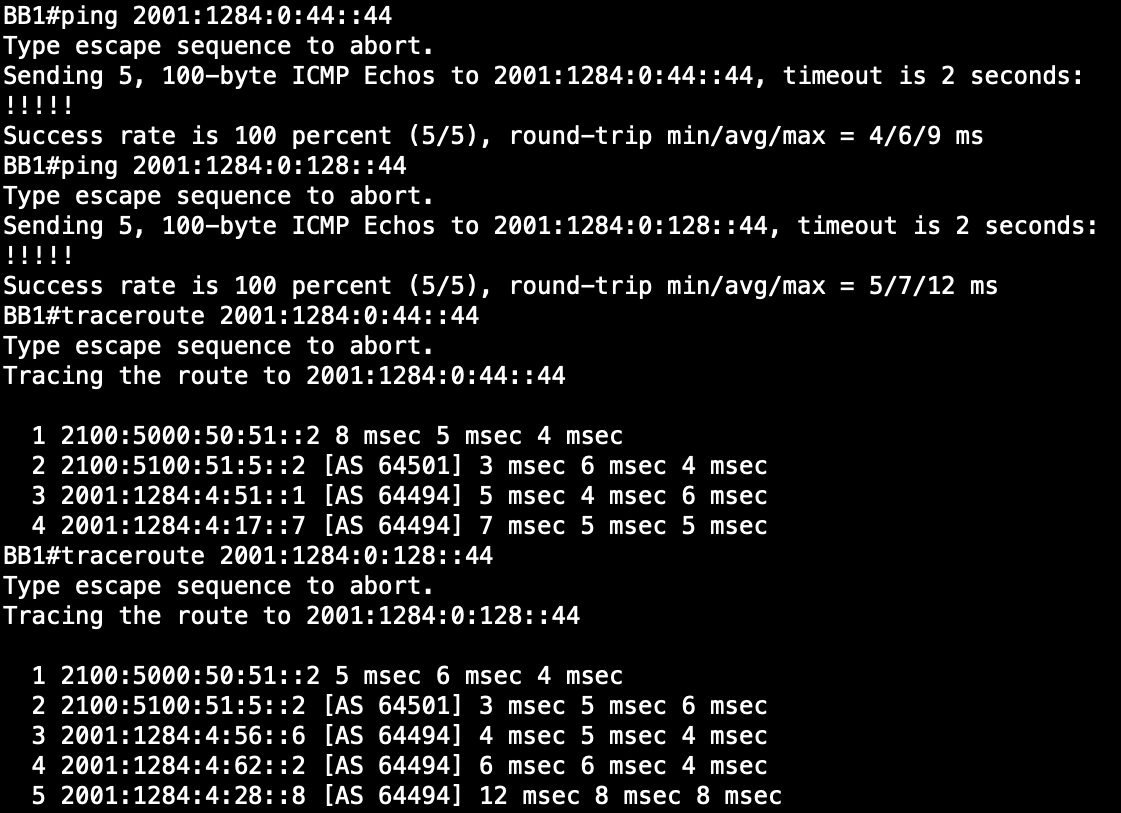 BB1#ping 2001:1284:0:44::44
Type escape sequence to abort.
Sending 5, 100-byte ICMP Echos to 2001:1284:0:44::44, timeout is 2 seconds:
!!!!!
Success rate is 100 percent (5/5), round-trip min/avg/max = 4/6/9 ms
BB1#ping 2001:1284:0:128::44
Type escape sequence to abort.
Sending 5, 100-byte ICMP Echos to 2001:1284:0:128::44, timeout is 2 seconds:
!!!!!
Success rate is 100 percent (5/5), round-trip min/avg/max = 5/7/12 ms
BB1#traceroute 2001:1284:0:44::44
Type escape sequence to abort.
Tracing the route to 2001:1284:0:44::44

  1 2100:5000:50:51::2 8 msec 5 msec 4 msec
  2 2100:5100:51:5::2 [AS 64501] 3 msec 6 msec 4 msec
  3 2001:1284:4:51::1 [AS 64494] 5 msec 4 msec 6 msec
  4 2001:1284:4:17::7 [AS 64494] 7 msec 5 msec 5 msec
BB1#traceroute 2001:1284:0:128::44
Type escape sequence to abort.
Tracing the route to 2001:1284:0:128::44

  1 2100:5000:50:51::2 5 msec 6 msec 4 msec
  2 2100:5100:51:5::2 [AS 64501] 3 msec 5 msec 6 msec
  3 2001:1284:4:56::6 [AS 64494] 4 msec 5 msec 4 msec
  4 2001:1284:4:62::2 [AS 64494] 6 msec 6 msec 4 msec
  5 2001:1284:4:28::8 [AS 64494] 12 msec 8 msec 8 msec